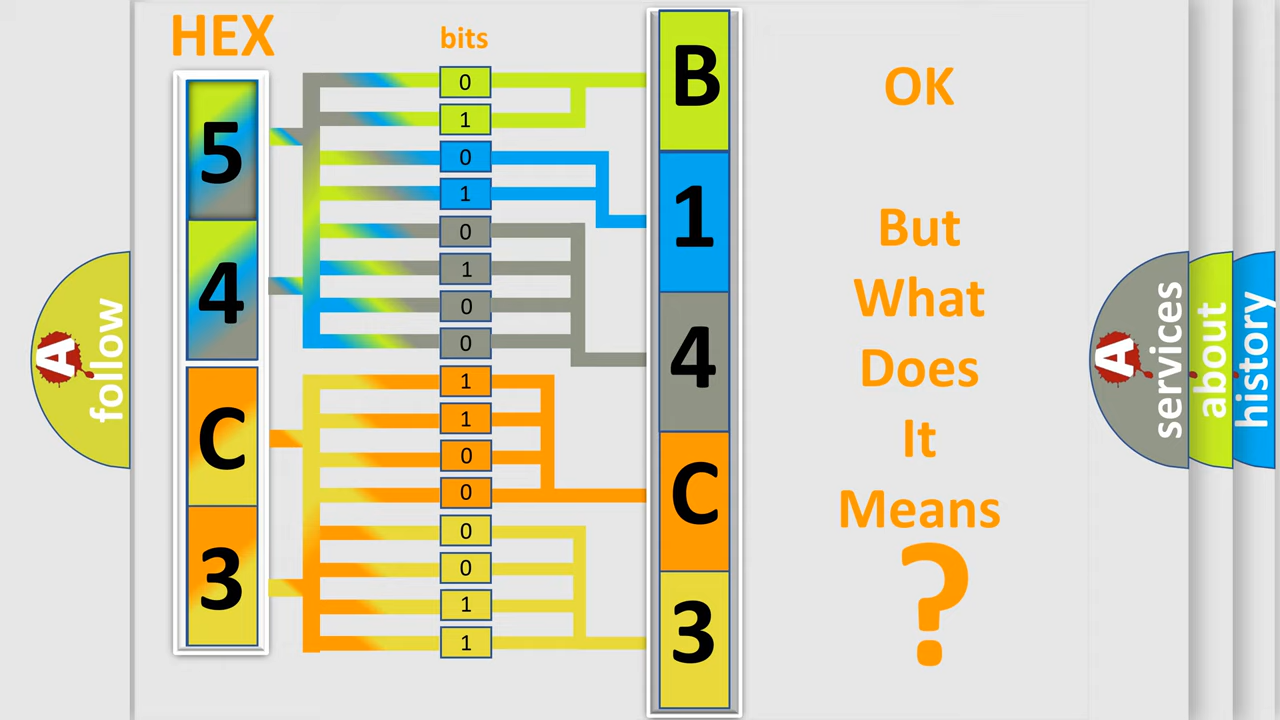 HEX
bits
5
4
C
3
0
1
0
1
0
1
0
0
1
1
0
0
0
0
1
1
B
1
4
C
3
OK
But
What
Does
It
Means
?
A
follow
A
services
about
history